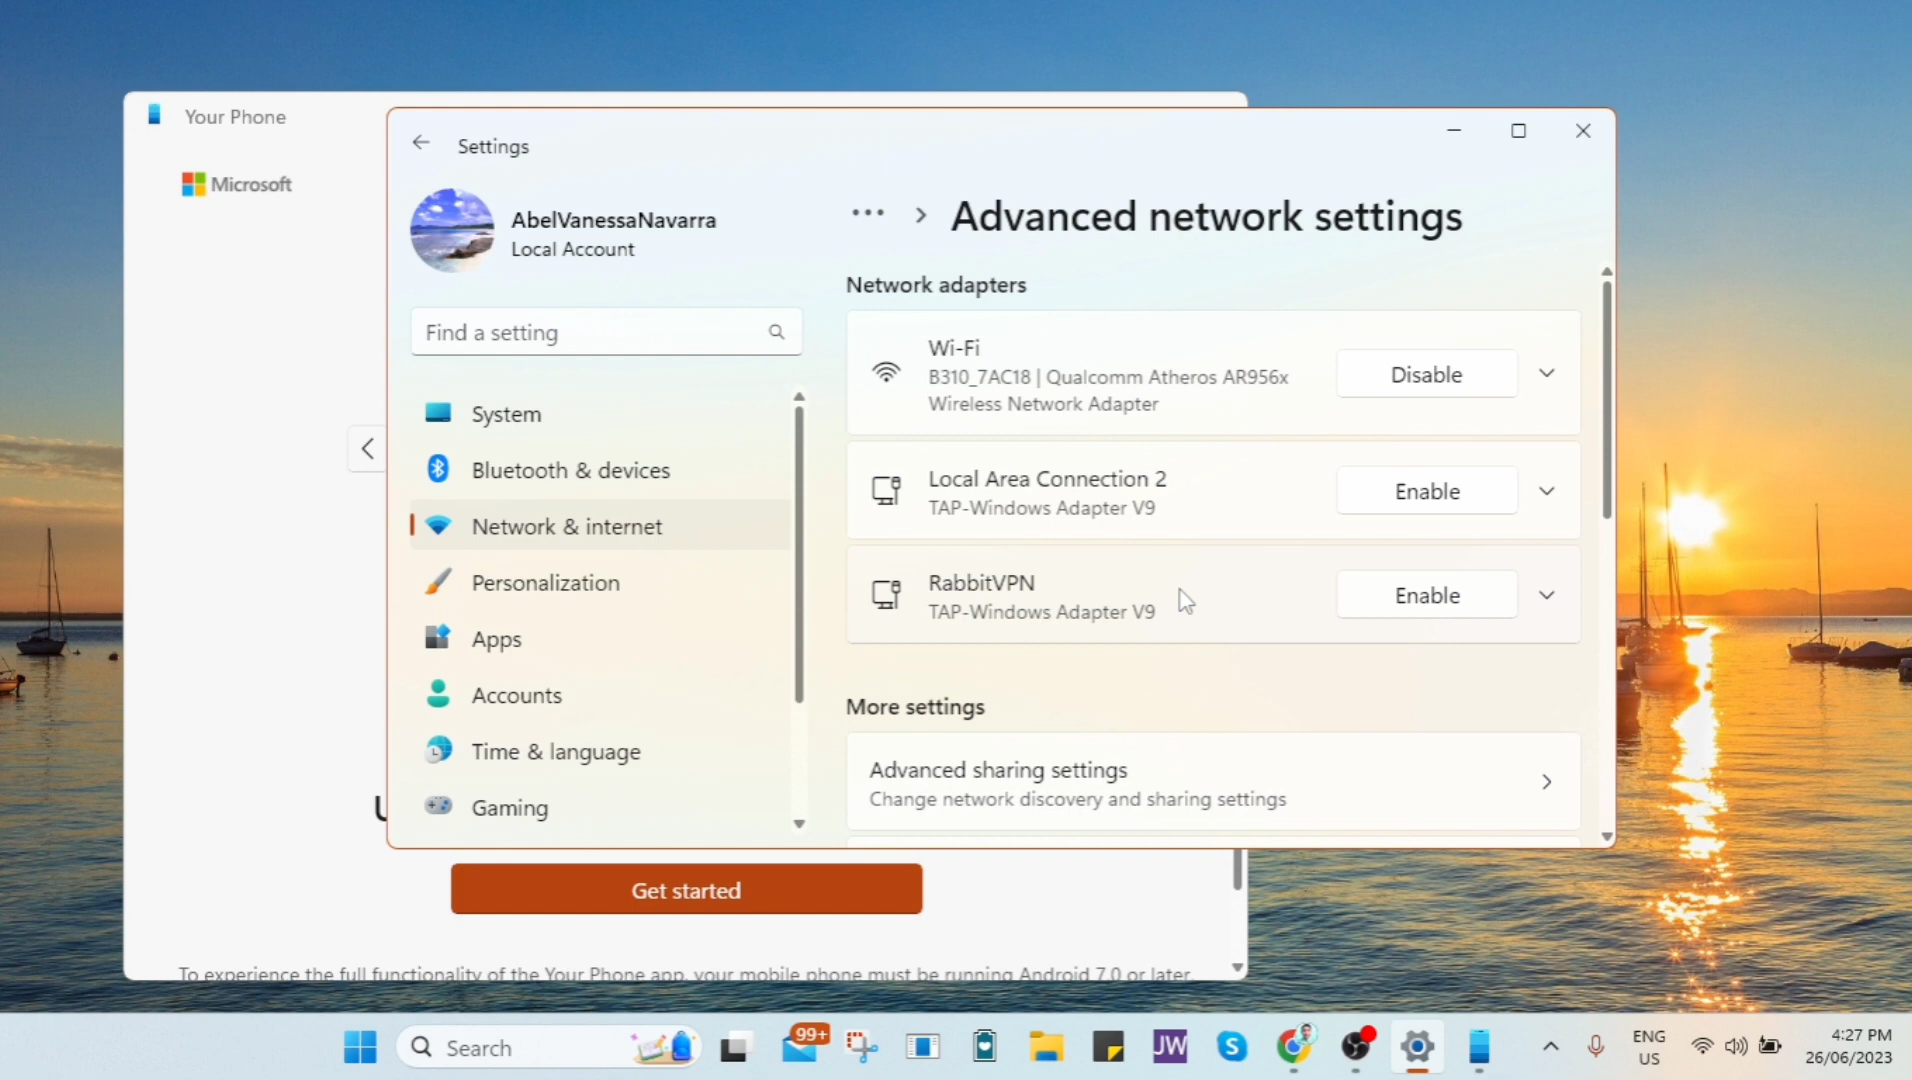 Your Phone
Microsoft
Settings
AbelVanessaNavarra
Local Account
Find a setting
System
Bluetooth & devices
Network & internet
Personalization
Apps
Accounts
Time & language
Gaming
Advanced network settings
Network adapters
Wi-Fi
B310_7AC18 | Qualcomm Atheros AR956x
Wireless Network Adapter
Disable
Local Area Connection 2
TAP-Windows Adapter V9
Enable
RabbitVPN
TAP-Windows Adapter V9
Enable
More settings
Advanced sharing settings
Change network discovery and sharing settings
Get started
To experience the full functionality of the Your Phone app, your mobile phone must be running Android 7.0 or later.
Search
99+
JW
S
ENG
US
4:27 PM
26/06/2023